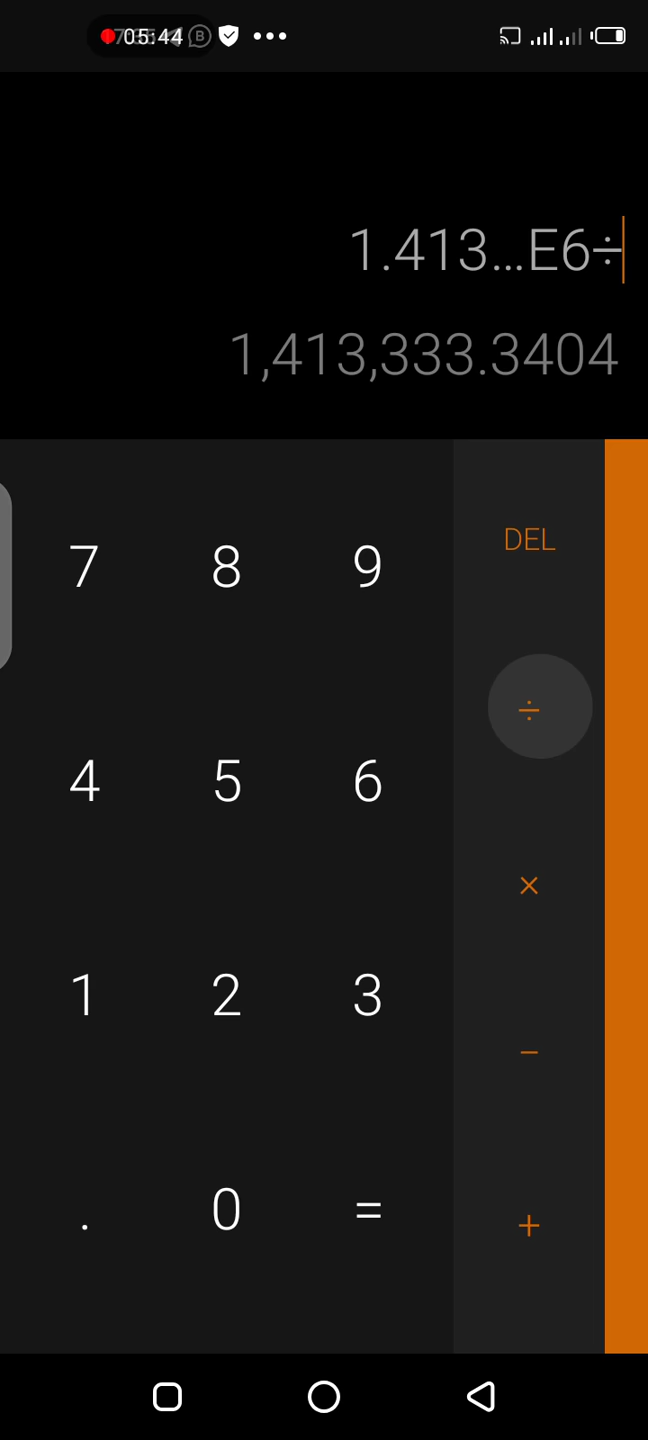 05:44
1.413...E6÷
1,413,333.3404
7 8 9 DEL
÷
4 5 6
×
1 2 3
−
. 0 = +